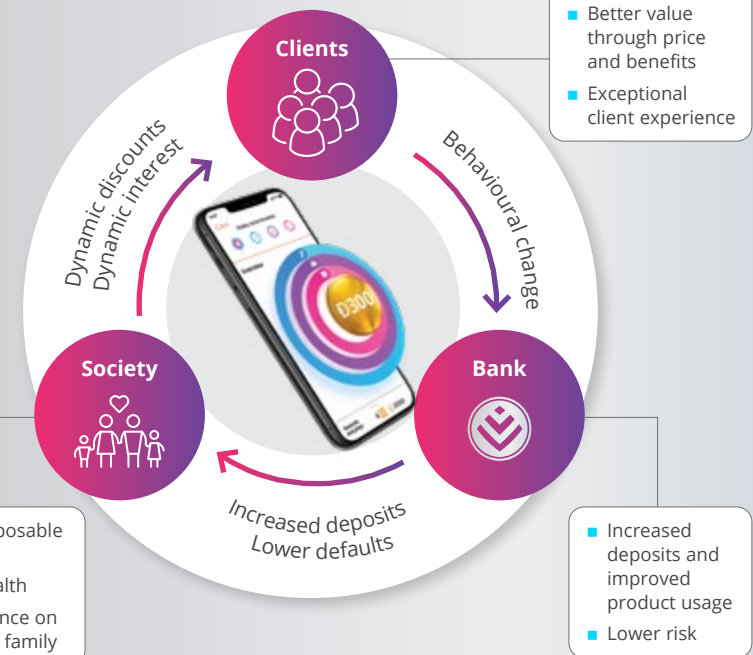 Better value
through price
and benefits
Exceptional
client experience
Clients
Dynamic discounts
Dynamic interest
Behavioural change
D300
Society
Bank
Increased deposits
Lower defaults
posable
alth
nce on
family
Increased
deposits and
improved
product usage
Lower risk